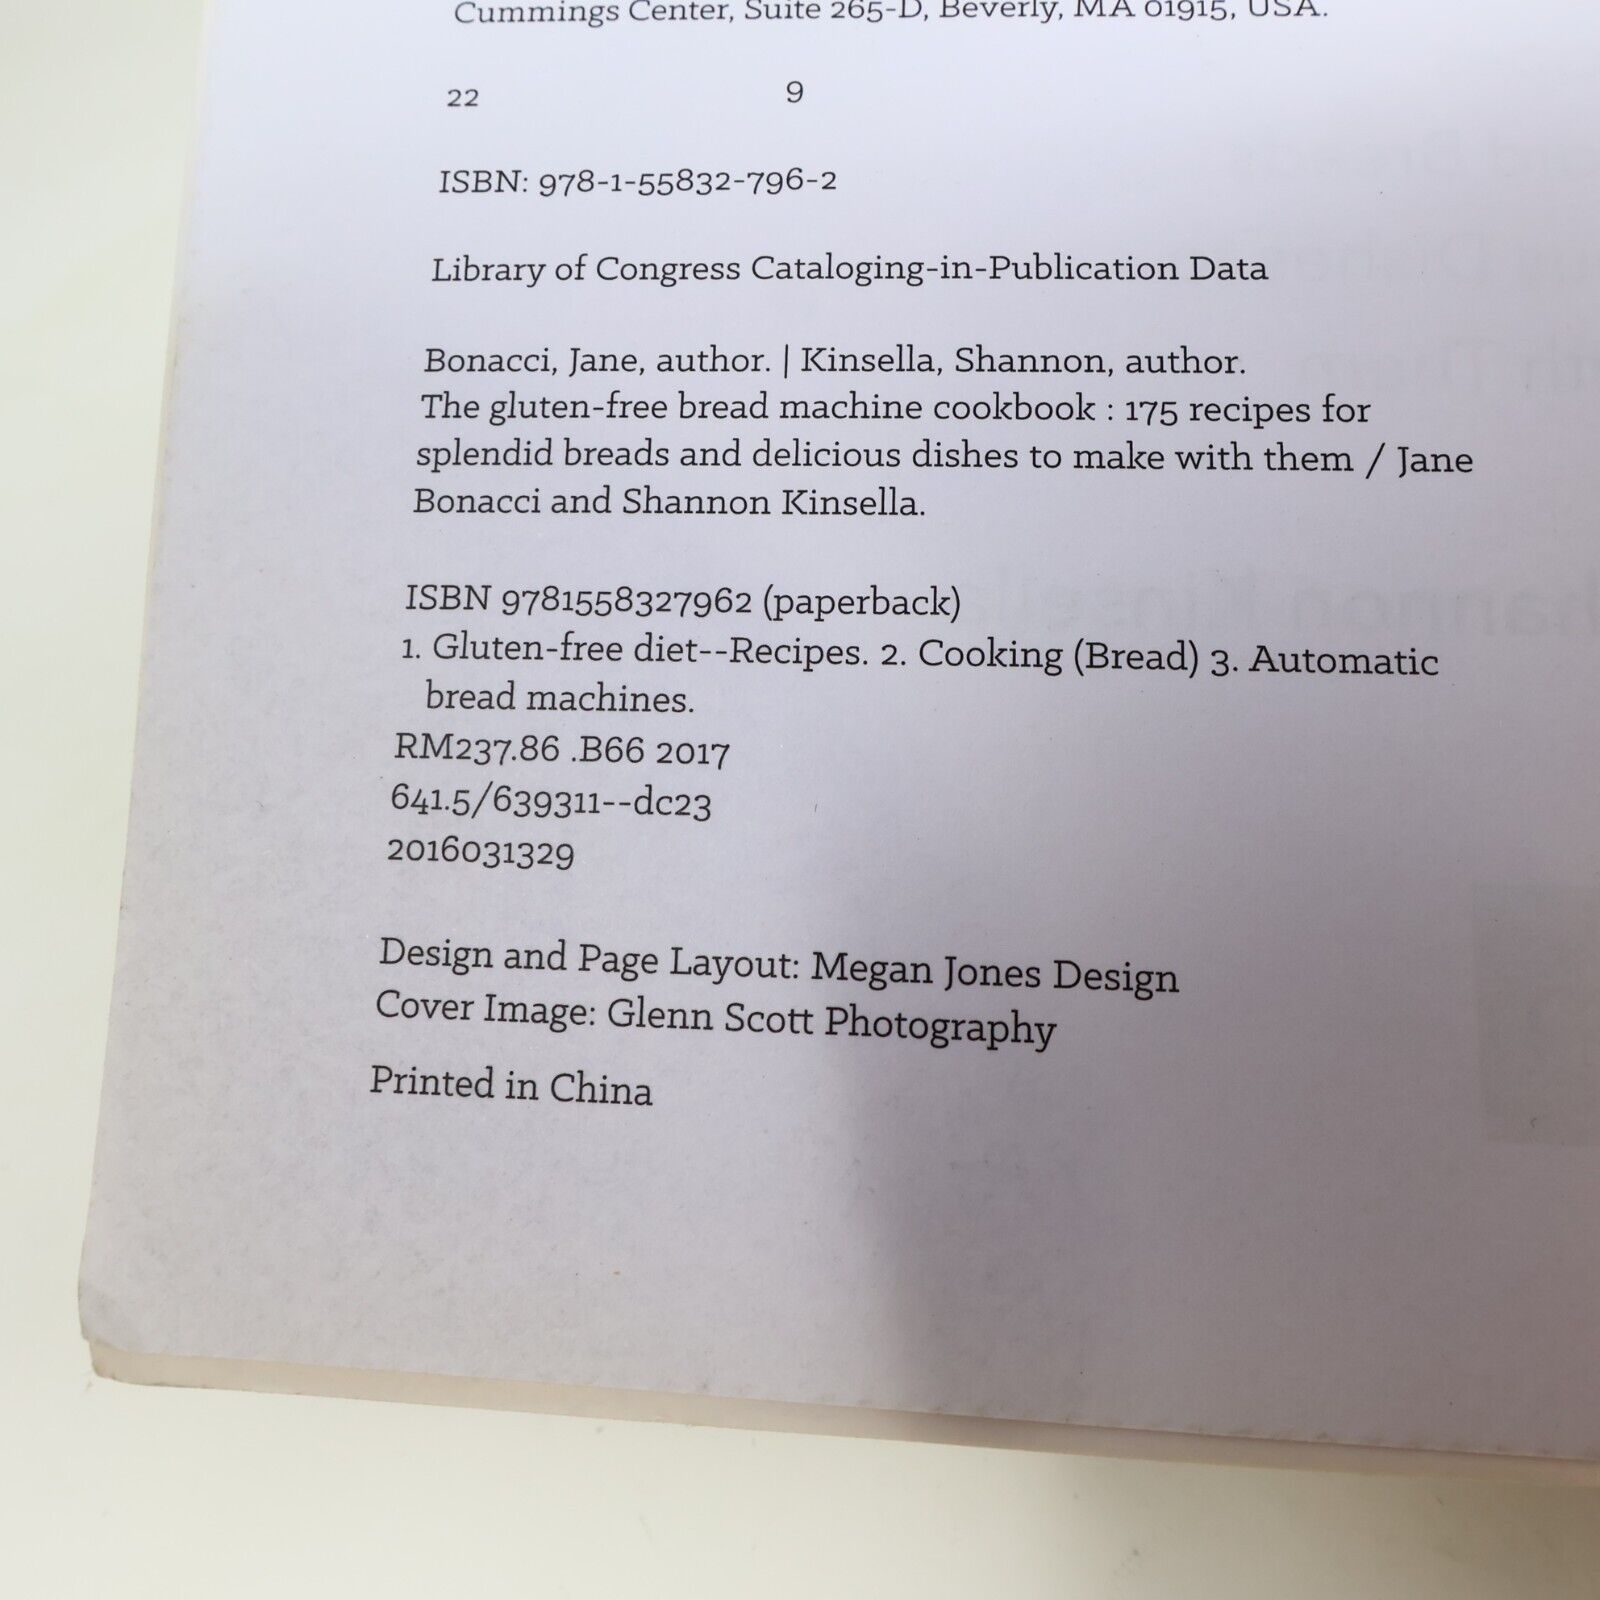 Cummings Center, Suite 265-D, Beverly, MA 01915, USA.
22 9
ISBN: 978-1-55832-796-2
Library of Congress Cataloging-in-Publication Data
Bonacci, Jane, author. | Kinsella, Shannon, author.
The gluten-free bread machine cookbook : 175 recipes for
splendid breads and delicious dishes to make with them / Jane
Bonacci and Shannon Kinsella.
ISBN 9781558327962 (paperback)
1. Gluten-free diet--Recipes. 2. Cooking (Bread) 3. Automatic
bread machines.
RM237.86 .B66 2017
641.5/639311--dc23
2016031329
Design and Page Layout: Megan Jones Design
Cover Image: Glenn Scott Photography
Printed in China